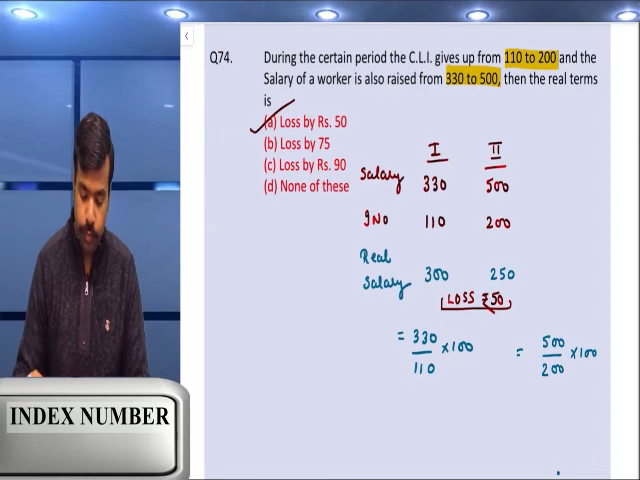 Q74. During the certain period the C.L.I. gives up from 110 to 200 and the
Salary of a worker is also raised from 330 to 500, then the real terms
is
(a) Loss by Rs. 50
(b) Loss by 75
(c) Loss by Rs. 90
(d) None of these
I II
Salary 330 500
INO 110 200
Real
Salary 300 250
LOSS ₹50
= 330/110 × 100 = 500/200 × 100
INDEX NUMBER